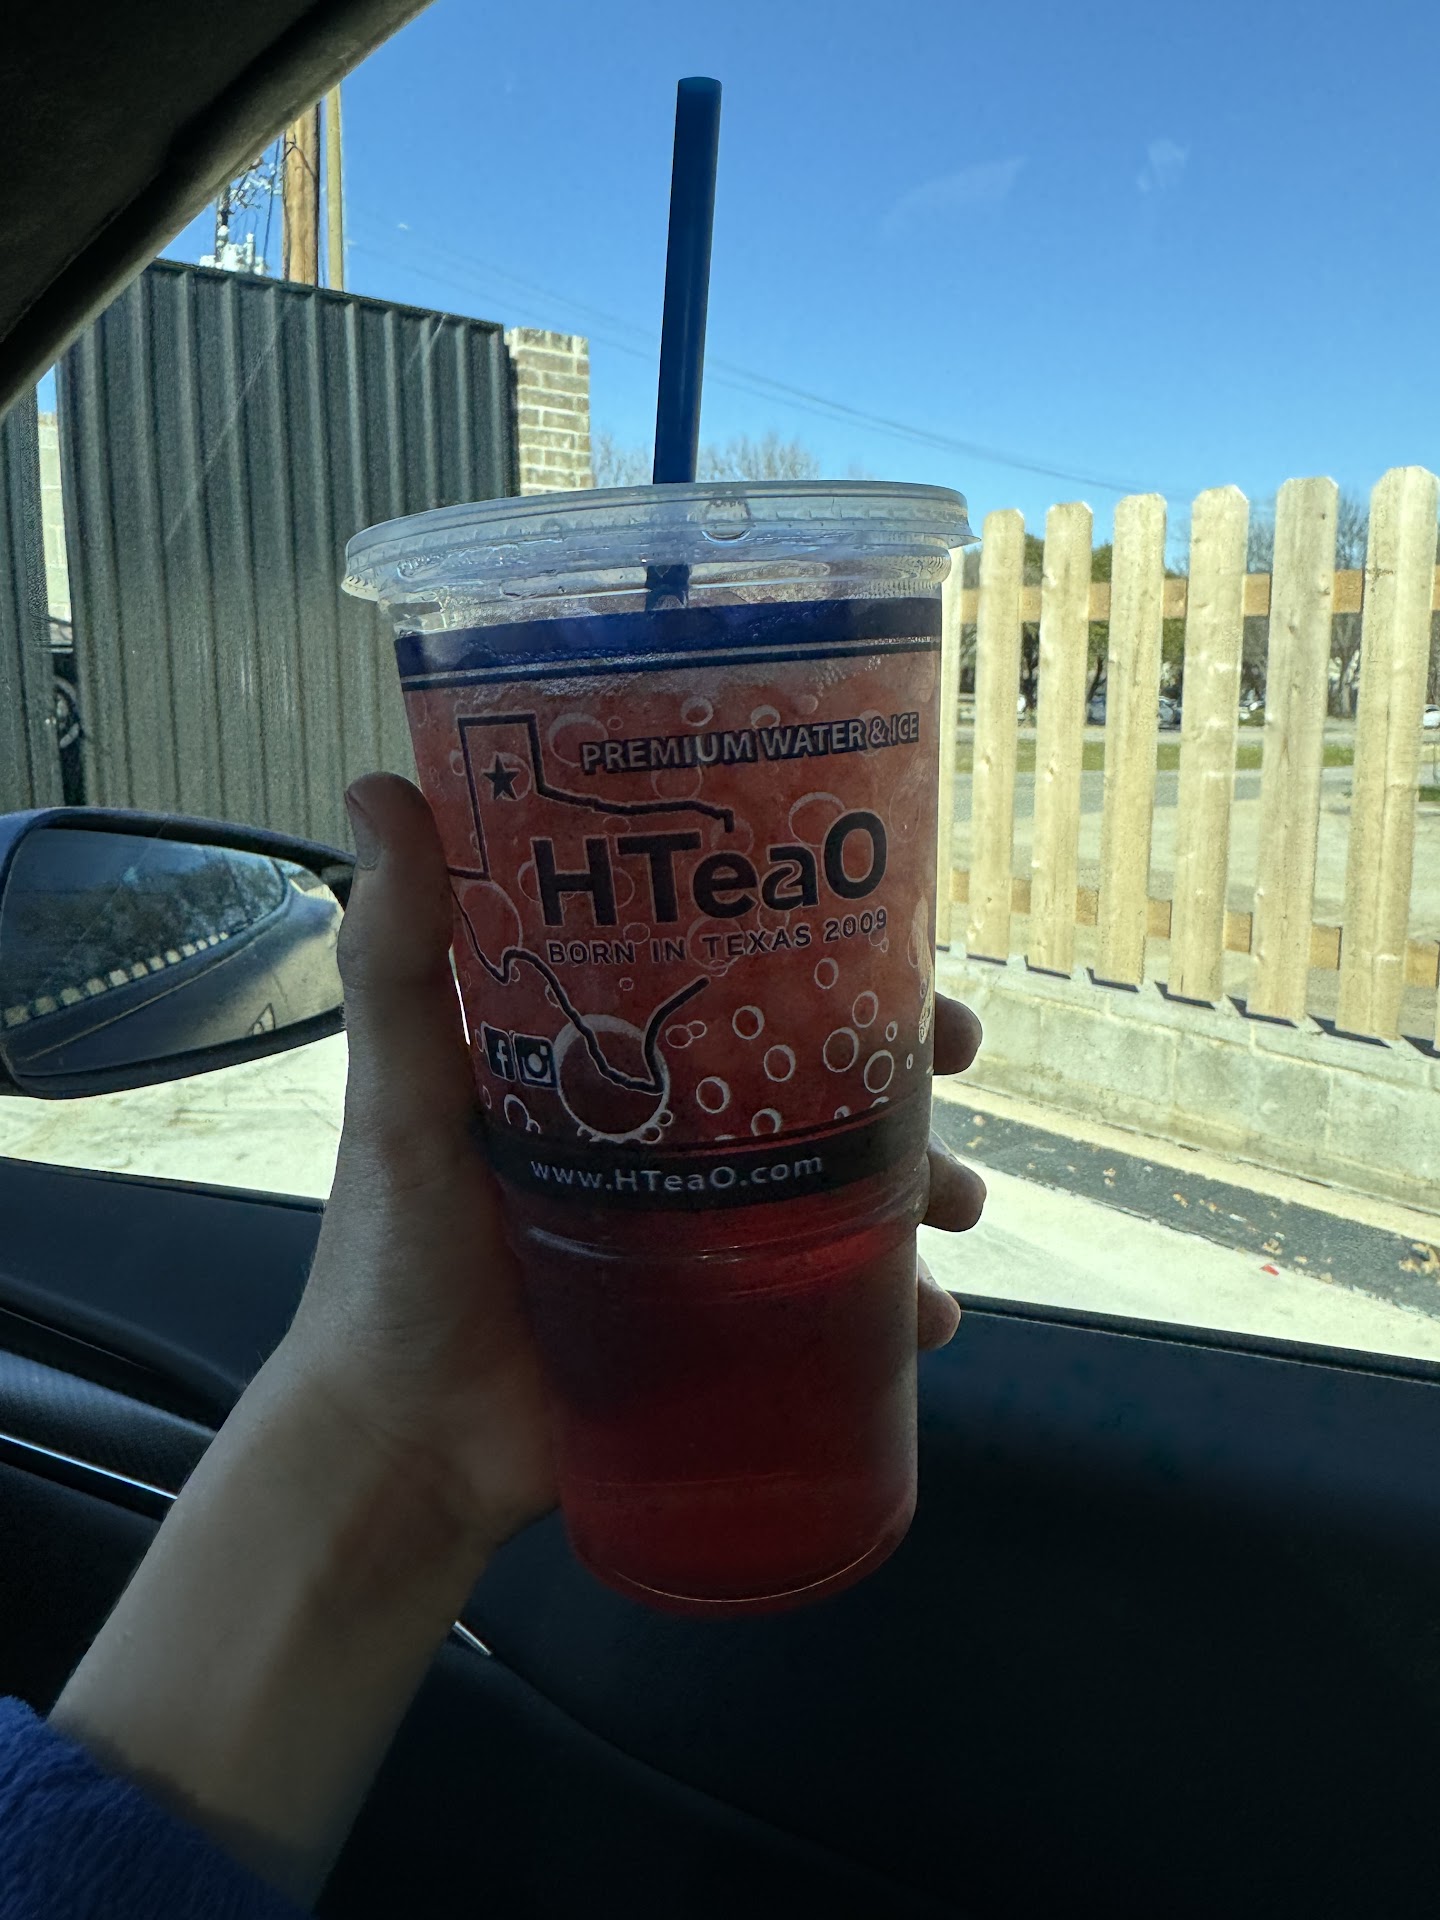 PREMIUM WATER & ICE
HTeaO
BORN IN TEXAS 2009
www.HTeaO.com